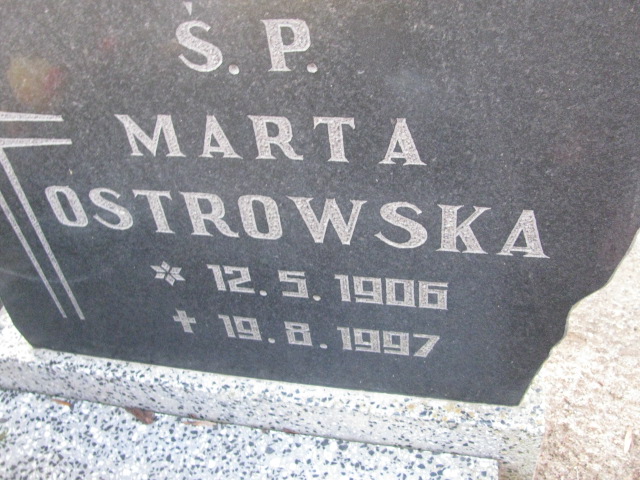 Ś. P.
MARTA
OSTROWSKA
* 12. 5. 1906
✝ 19. 8. 1997